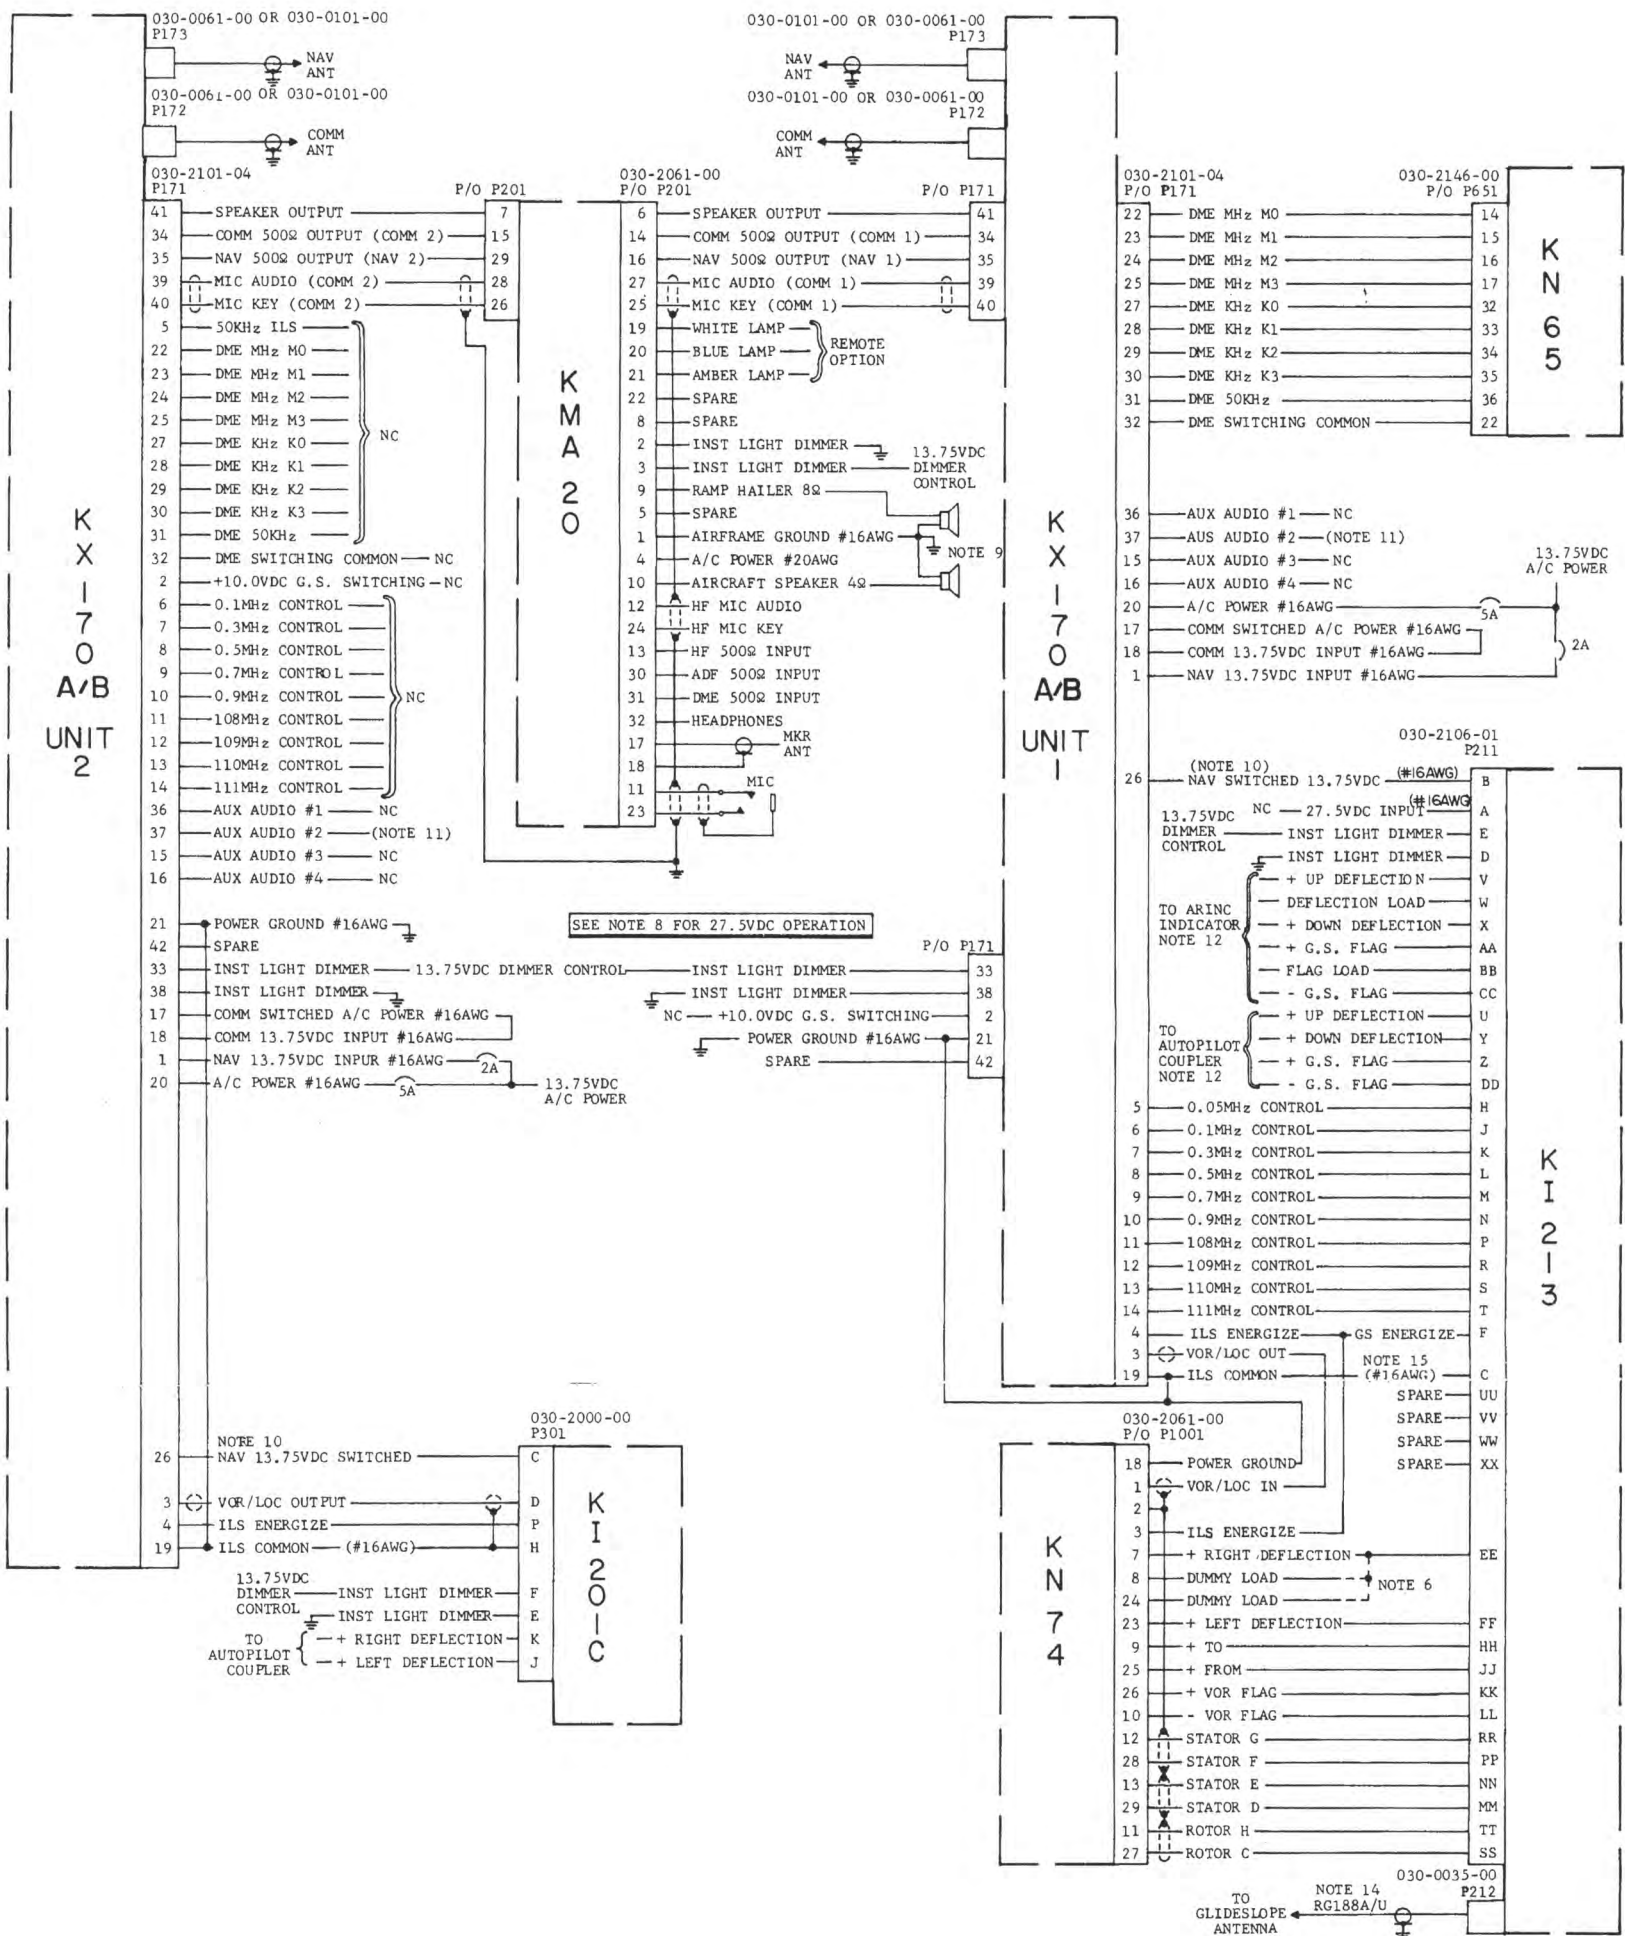 030-0061-00 OR 030-0101-00
P173
NAV
ANT
030-0061-00 OR 030-0101-00
P172
COMM
ANT
030-2101-04
P171
P/O P201
41 SPEAKER OUTPUT 7
34 COMM 500Ω OUTPUT (COMM 2) 15
35 NAV 500Ω OUTPUT (NAV 2) 29
39 MIC AUDIO (COMM 2) 28
40 MIC KEY (COMM 2) 26
5 50KHz ILS
22 DME MHz M0
23 DME MHz M1
24 DME MHz M2
25 DME MHz M3
27 DME KHz K0
28 DME KHz K1
29 DME KHz K2
30 DME KHz K3
31 DME 50KHz
NC
32 DME SWITCHING COMMON NC
2 +10.0VDC G.S. SWITCHING NC
6 0.1MHz CONTROL
7 0.3MHz CONTROL
8 0.5MHz CONTROL
9 0.7MHz CONTROL
10 0.9MHz CONTROL
11 108MHz CONTROL
12 109MHz CONTROL
13 110MHz CONTROL
14 111MHz CONTROL
NC
36 AUX AUDIO #1 NC
37 AUX AUDIO #2 (NOTE 11)
15 AUX AUDIO #3 NC
16 AUX AUDIO #4 NC
21 POWER GROUND #16AWG
42 SPARE
33 INST LIGHT DIMMER 13.75VDC DIMMER CONTROL INST LIGHT DIMMER 33
38 INST LIGHT DIMMER
17 COMM SWITCHED A/C POWER #16AWG
18 COMM 13.75VDC INPUT #16AWG
1 NAV 13.75VDC INPUR #16AWG 2A
20 A/C POWER #16AWG 5A
13.75VDC
A/C POWER
KX 170
A/B
UNIT
2
030-2000-00
P301
NOTE 10
26 NAV 13.75VDC SWITCHED C
3 VOR/LOC OUTPUT D
4 ILS ENERGIZE P
19 ILS COMMON (#16AWG) H
13.75VDC
DIMMER
CONTROL
INST LIGHT DIMMER F
INST LIGHT DIMMER E
TO
AUTOPILOT
COUPLER
+ RIGHT DEFLECTION K
+ LEFT DEFLECTION J
KI 201C
KMA 20
030-2061-00
P/O P201
P/O P171
6 SPEAKER OUTPUT 41
14 COMM 500Ω OUTPUT (COMM 1) 34
16 NAV 500Ω OUTPUT (NAV 1) 35
27 MIC AUDIO (COMM 1) 39
25 MIC KEY (COMM 1) 40
19 WHITE LAMP
20 BLUE LAMP
21 AMBER LAMP
REMOTE
OPTION
22 SPARE
8 SPARE
2 INST LIGHT DIMMER
3 INST LIGHT DIMMER
13.75VDC
DIMMER
CONTROL
9 RAMP HAILER 8Ω
5 SPARE
1 AIRFRAME GROUND #16AWG
NOTE 9
4 A/C POWER #20AWG
10 AIRCRAFT SPEAKER 4Ω
12 HF MIC AUDIO
24 HF MIC KEY
13 HF 500Ω INPUT
30 ADF 500Ω INPUT
31 DME 500Ω INPUT
32 HEADPHONES
17
MKR
ANT
18
11
MIC
23
SEE NOTE 8 FOR 27.5VDC OPERATION
P/O P171
INST LIGHT DIMMER 38
NC +10.0VDC G.S. SWITCHING 2
POWER GROUND #16AWG 21
SPARE 42
030-0101-00 OR 030-0061-00
P173
NAV
ANT
030-0101-00 OR 030-0061-00
P172
COMM
ANT
KX 170
A/B
UNIT
1
030-2101-04
P/O P171
030-2146-00
P/O P651
22 DME MHz M0 14
23 DME MHz M1 15
24 DME MHz M2 16
25 DME MHz M3 17
27 DME KHz K0 32
28 DME KHz K1 33
29 DME KHz K2 34
30 DME KHz K3 35
31 DME 50KHz 36
32 DME SWITCHING COMMON 22
KN 65
36 AUX AUDIO #1 NC
37 AUS AUDIO #2 (NOTE 11)
15 AUX AUDIO #3 NC
16 AUX AUDIO #4 NC
13.75VDC
A/C POWER
20 A/C POWER #16AWG 5A
17 COMM SWITCHED A/C POWER #16AWG
18 COMM 13.75VDC INPUT #16AWG
2A
1 NAV 13.75VDC INPUT #16AWG
030-2106-01
P211
(NOTE 10)
26 NAV SWITCHED 13.75VDC (#16AWG) B
NC 27.5VDC INPUT (#16AWG A
13.75VDC
DIMMER
CONTROL
INST LIGHT DIMMER E
INST LIGHT DIMMER D
TO ARINC
INDICATOR
NOTE 12
+ UP DEFLECTION V
DEFLECTION LOAD W
+ DOWN DEFLECTION X
+ G.S. FLAG AA
FLAG LOAD BB
- G.S. FLAG CC
TO
AUTOPILOT
COUPLER
NOTE 12
+ UP DEFLECTION U
+ DOWN DEFLECTION Y
+ G.S. FLAG Z
- G.S. FLAG DD
5 0.05MHz CONTROL H
6 0.1MHz CONTROL J
7 0.3MHz CONTROL K
8 0.5MHz CONTROL L
9 0.7MHz CONTROL M
10 0.9MHz CONTROL N
11 108MHz CONTROL P
12 109MHz CONTROL R
13 110MHz CONTROL S
14 111MHz CONTROL T
4 ILS ENERGIZE GS ENERGIZE F
3 VOR/LOC OUT
NOTE 15
19 ILS COMMON (#16AWG) C
SPARE UU
SPARE VV
SPARE WW
SPARE XX
KI 213
030-2061-00
P/O P1001
18 POWER GROUND
1 VOR/LOC IN
2
3 ILS ENERGIZE
7 + RIGHT DEFLECTION EE
8 DUMMY LOAD
NOTE 6
24 DUMMY LOAD
23 + LEFT DEFLECTION FF
9 + TO HH
25 + FROM JJ
26 + VOR FLAG KK
10 - VOR FLAG LL
12 STATOR G RR
28 STATOR F PP
13 STATOR E NN
29 STATOR D MM
11 ROTOR H TT
27 ROTOR C SS
KN 74
030-0035-00
P212
TO
GLIDESLOPE
ANTENNA
NOTE 14
RG188A/U